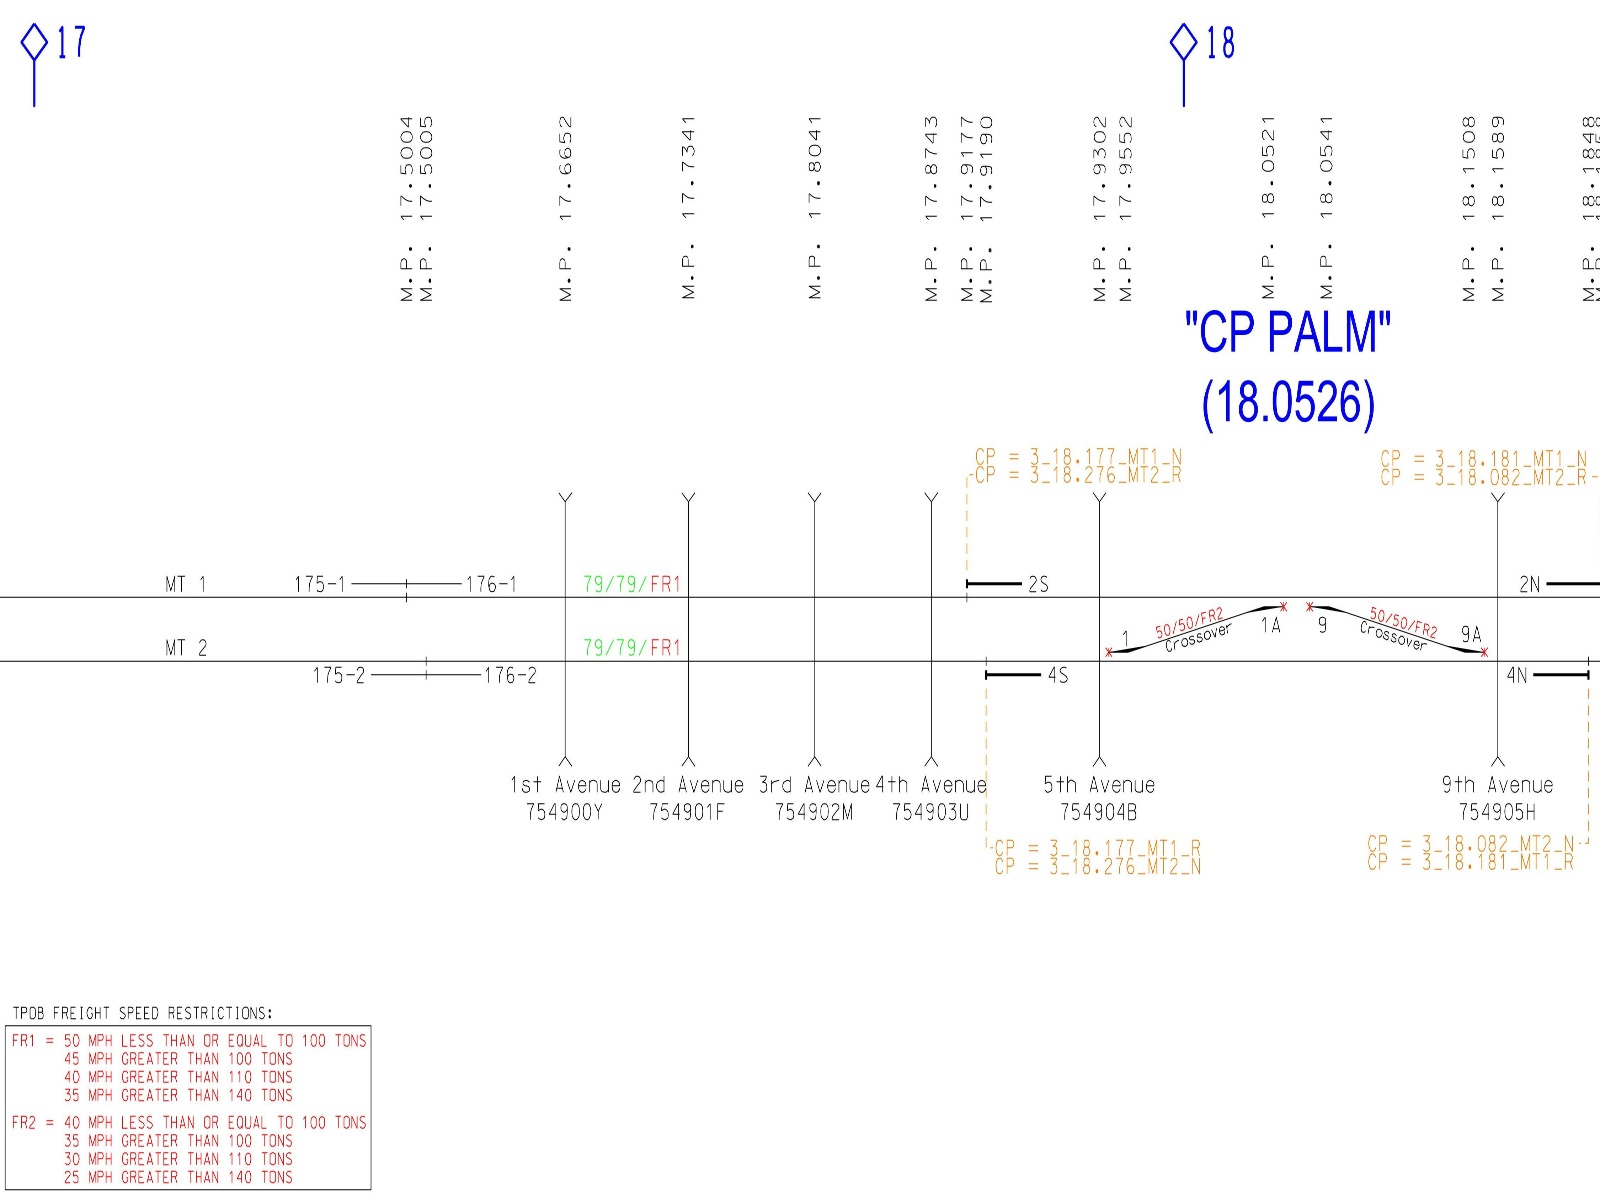 17
18
M.P. 17.5004
M.P. 17.5005
M.P. 17.6652
M.P. 17.7341
M.P. 17.8041
M.P. 17.8743
M.P. 17.9177
M.P. 17.9190
M.P. 17.9302
M.P. 17.9552
M.P. 18.0521
M.P. 18.0541
M.P. 18.1508
M.P. 18.1589
M.P. 18.1848
"CP PALM"
(18.0526)
CP = 3_18.177_MT1_N
CP = 3_18.276_MT2_R
CP = 3_18.181_MT1_N
CP = 3_18.082_MT2_R
MT 1
175-1
176-1
79/79/FR1
2S
2N
1
50/50/FR2
Crossover
1A
9
50/50/FR2
Crossover
9A
MT 2
79/79/FR1
175-2
176-2
4S
4N
1st Avenue
754900Y
2nd Avenue
754901F
3rd Avenue
754902M
4th Avenue
754903U
5th Avenue
754904B
9th Avenue
754905H
CP = 3_18.177_MT1_R
CP = 3_18.276_MT2_N
CP = 3_18.082_MT2_N
CP = 3_18.181_MT1_R
TPOB FREIGHT SPEED RESTRICTIONS:
FR1 = 50 MPH LESS THAN OR EQUAL TO 100 TONS
45 MPH GREATER THAN 100 TONS
40 MPH GREATER THAN 110 TONS
35 MPH GREATER THAN 140 TONS
FR2 = 40 MPH LESS THAN OR EQUAL TO 100 TONS
35 MPH GREATER THAN 100 TONS
30 MPH GREATER THAN 110 TONS
25 MPH GREATER THAN 140 TONS